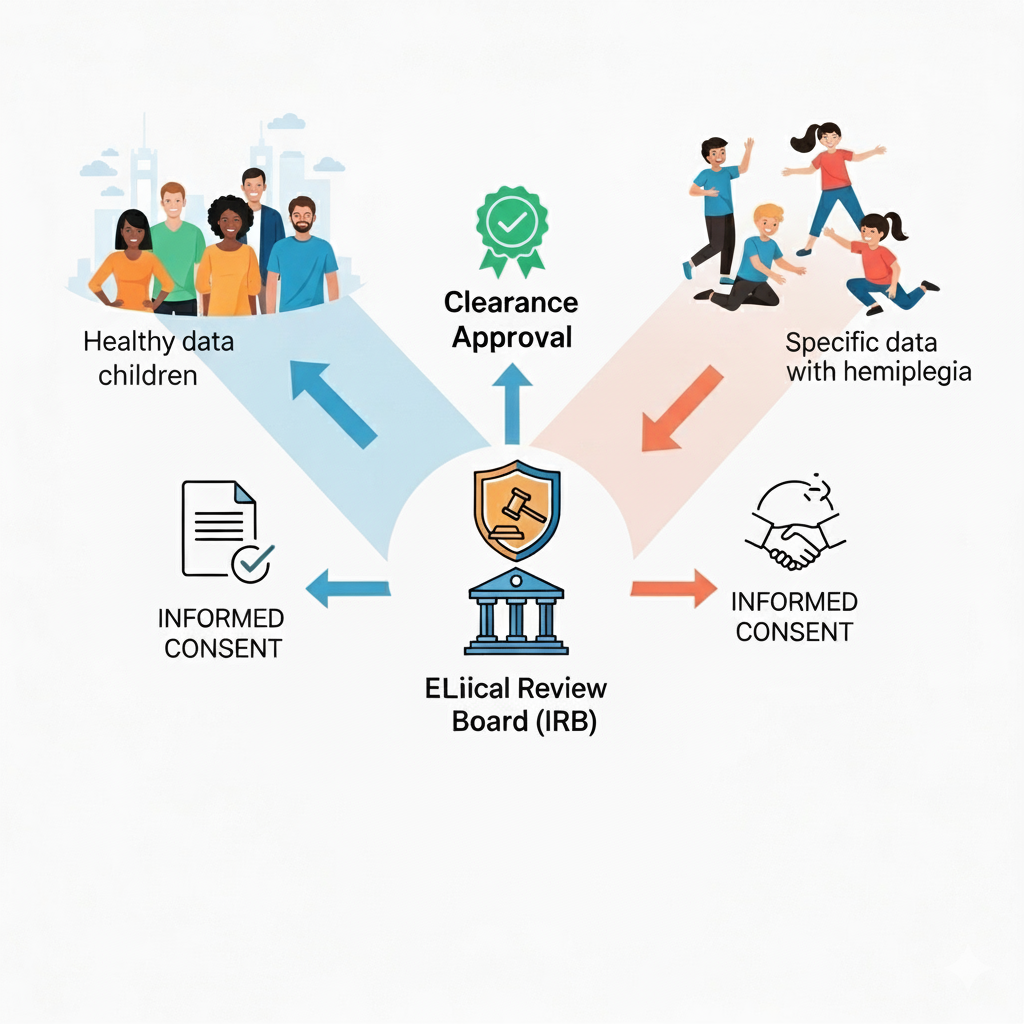 Clearance
Approval
Healthy data
children
Specific data
with hemiplegia
INFORMED
CONSENT
INFORMED
CONSENT
ELiical Review
Board (IRB)